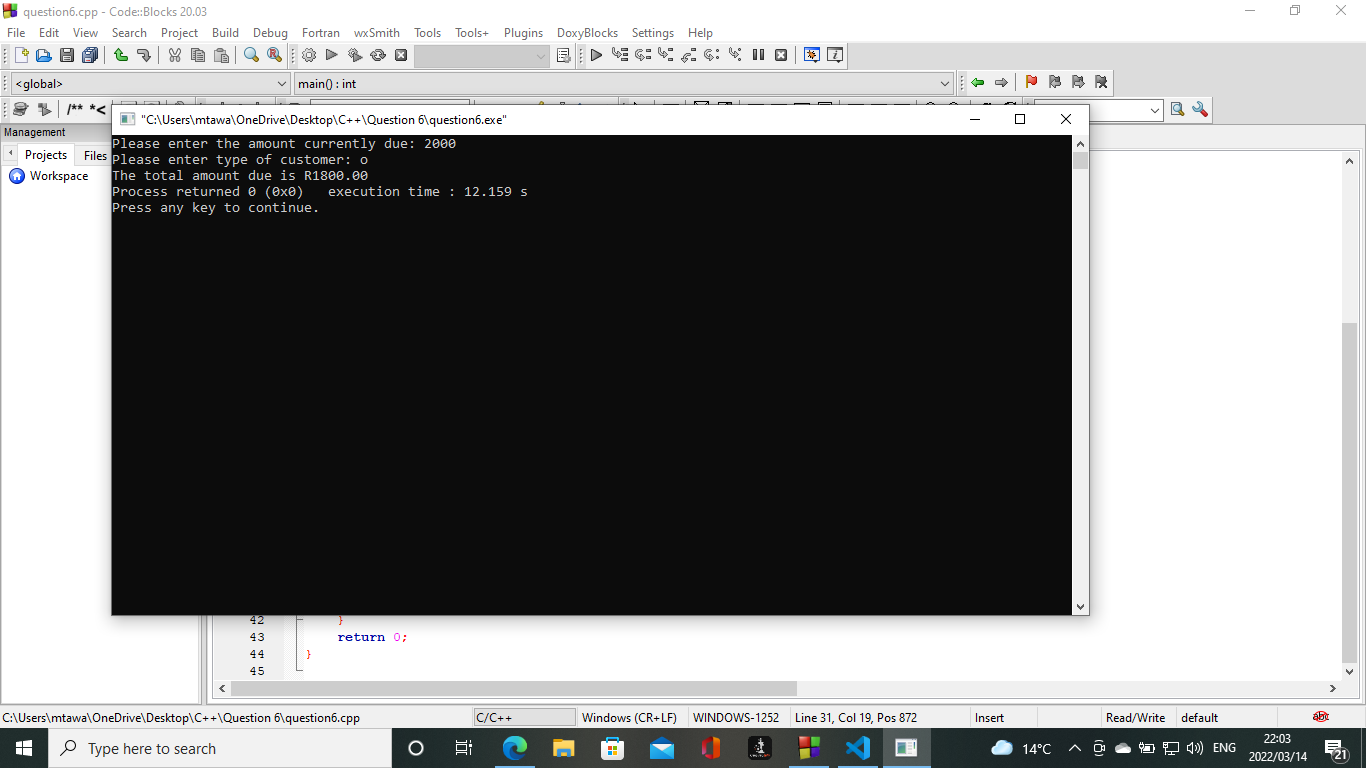 question6.cpp - Code::Blocks 20.03
File Edit View Search Project Build Debug Fortran wxSmith Tools Tools+ Plugins DoxyBlocks Settings Help
<global> main() : int
/** *<
"C:\Users\mtawa\OneDrive\Desktop\C++\Question 6\question6.exe"
Management
Projects Files
Workspace
Please enter the amount currently due: 2000
Please enter type of customer: o
The total amount due is R1800.00
Process returned 0 (0x0)   execution time : 12.159 s
Press any key to continue.
42 }
43 return 0;
44 }
45
C:\Users\mtawa\OneDrive\Desktop\C++\Question 6\question6.cpp C/C++ Windows (CR+LF) WINDOWS-1252 Line 31, Col 19, Pos 872 Insert Read/Write default abc
Type here to search 14°C ENG 22:03
2022/03/14 21